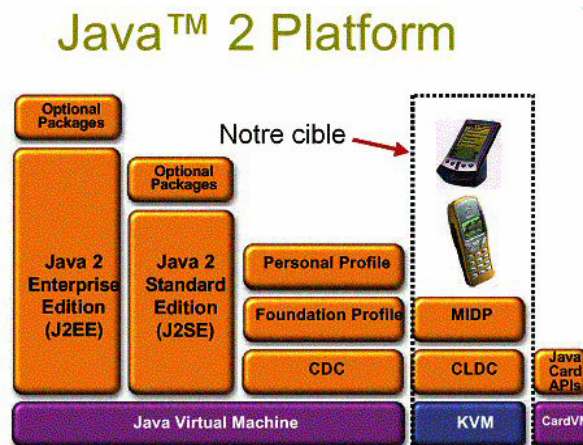 Java™ 2 Platform
Optional
Packages
Notre cible
Optional
Packages
Java 2
Enterprise
Edition
(J2EE)
Java 2
Standard
Edition
(J2SE)
Personal Profile
Foundation Profile
MIDP
CDC
CLDC
Java
Card
APIs
Java Virtual Machine
KVM
CardVM